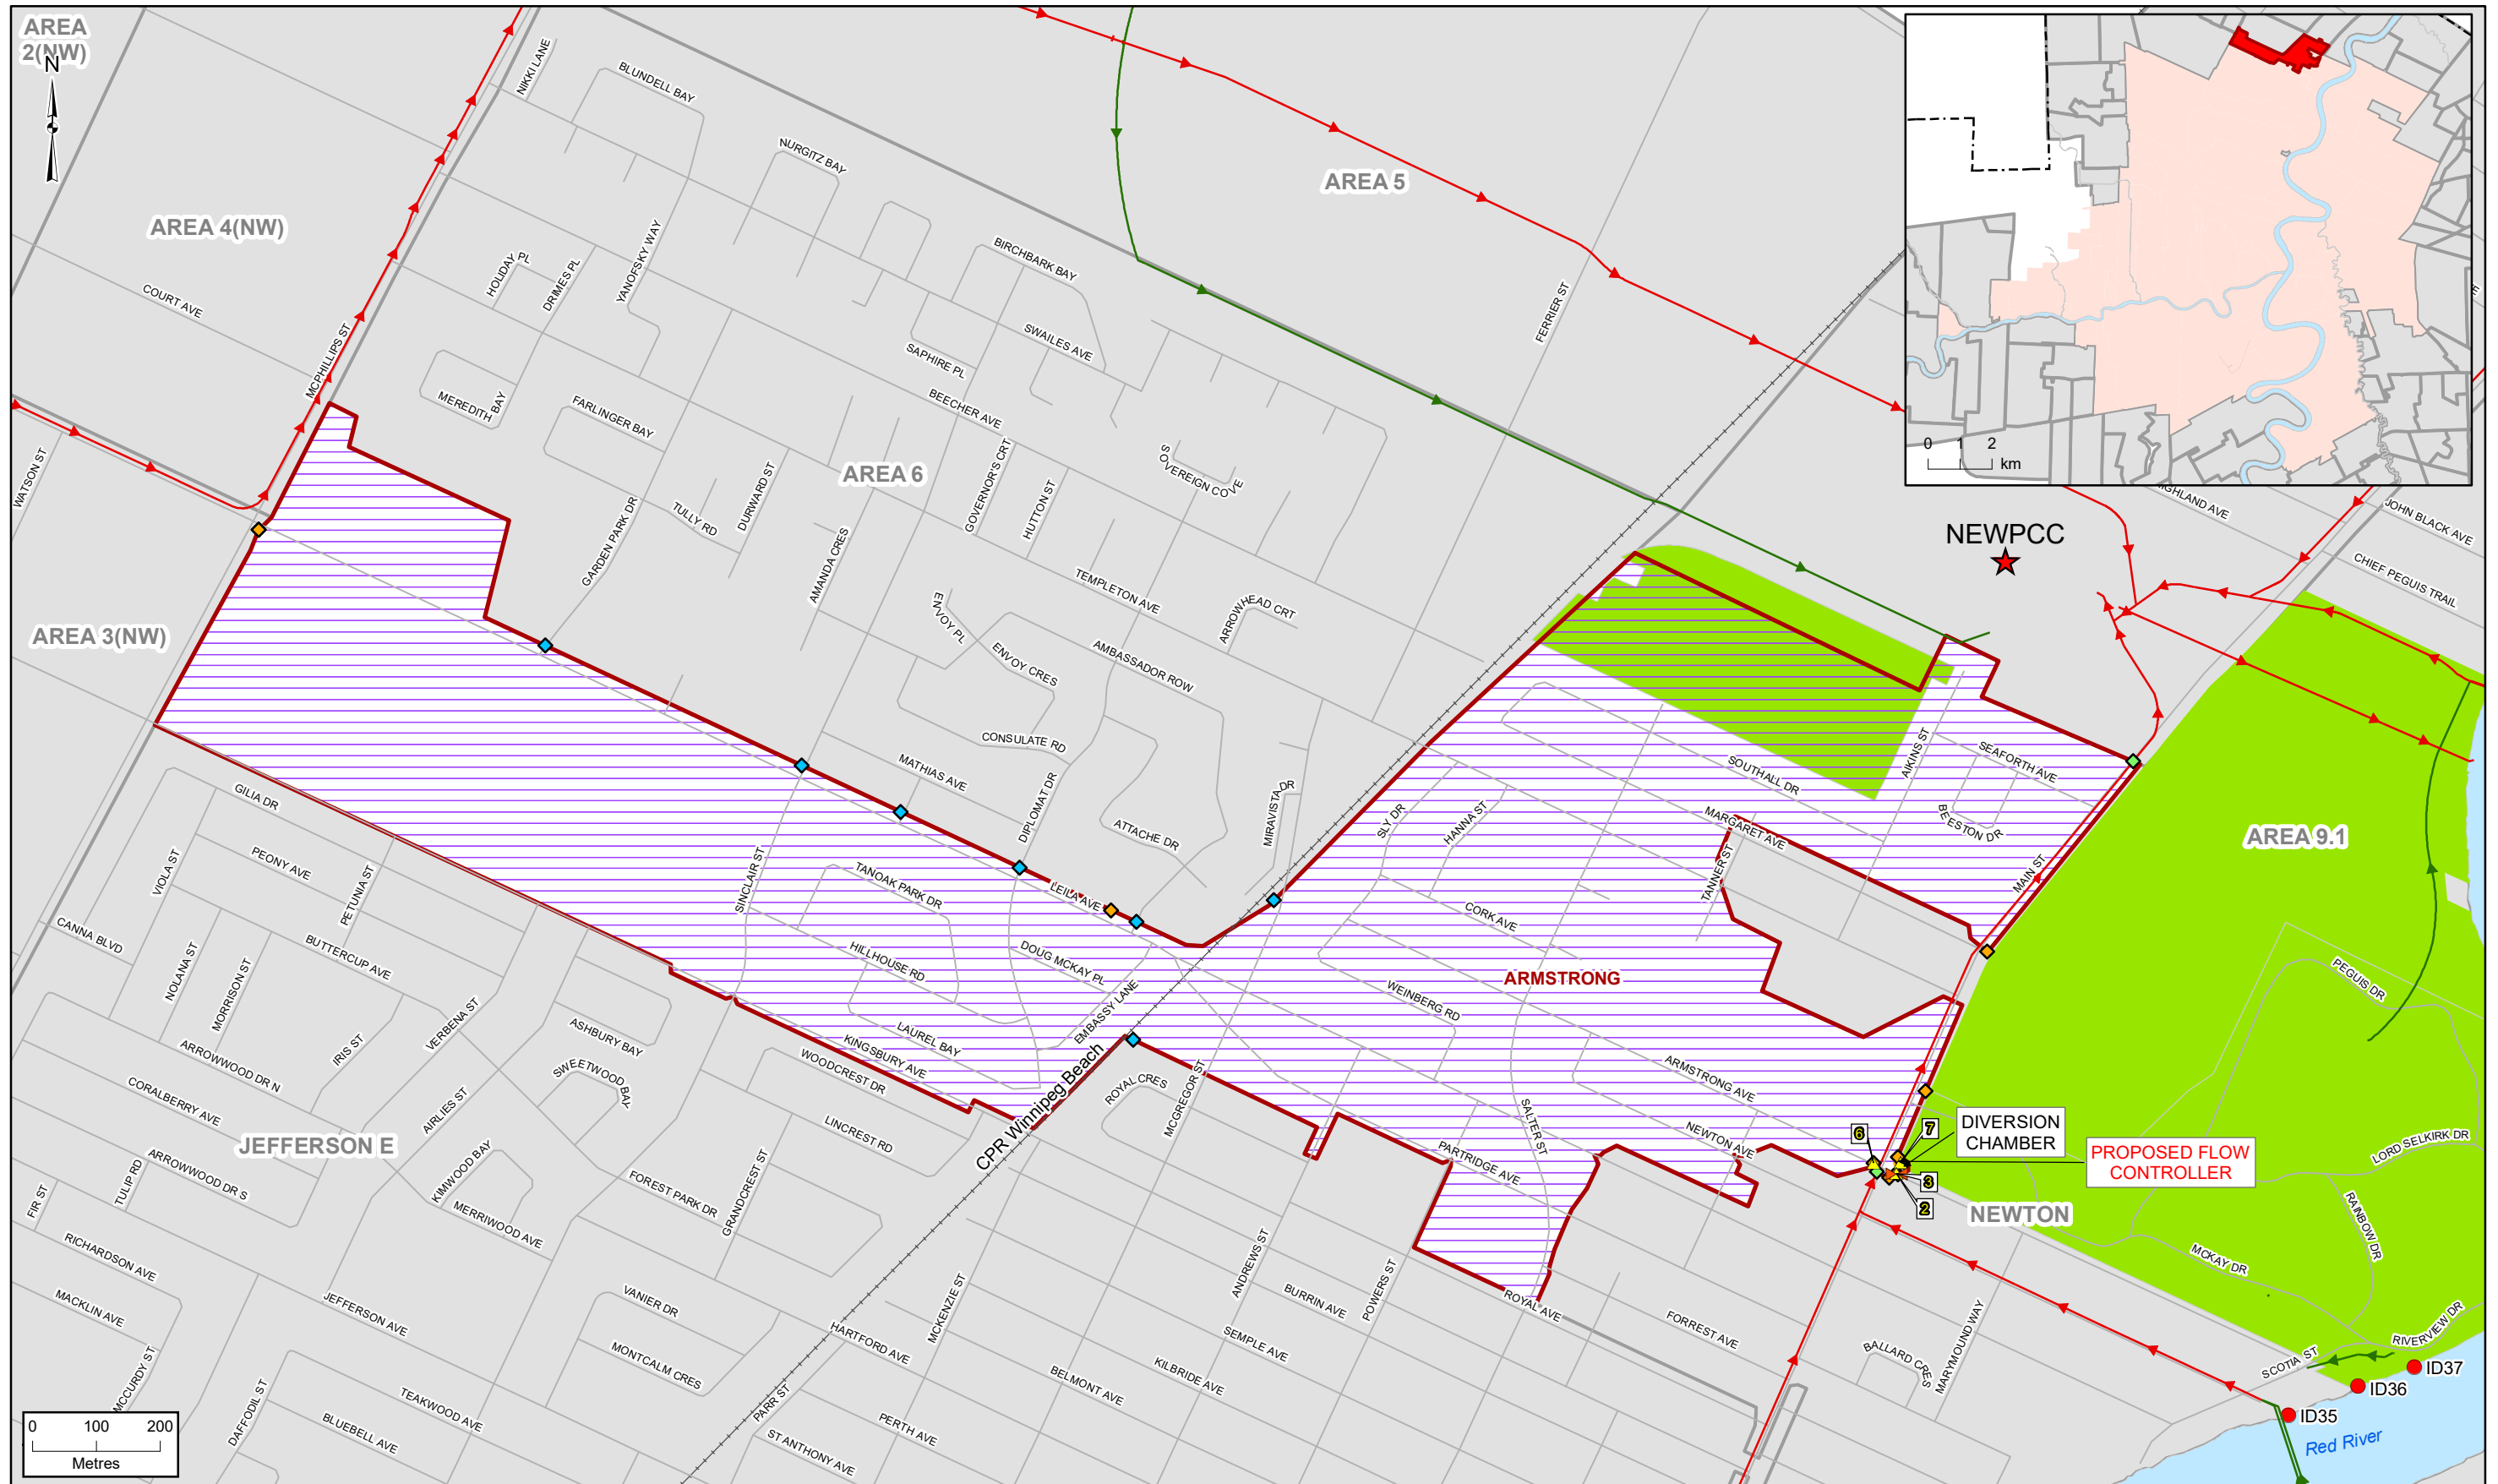 AREA
2(NW)
N
NIKKI LANE
BLUNDELL BAY
NURGITZ BAY
AREA 5
AREA 4(NW)
COURT AVE
MCPHILLIPS ST
HOLIDAY PL
DRIMES PL
YANOFSKY WAY
BIRCHBARK BAY
SWAILES AVE
SAPHIRE PL
BEECHER AVE
FERRIER ST
0 1 2
km
MEREDITH BAY
FARLINGER BAY
WATSON ST
AREA 6
GOVERNOR'S CRT
HUTTON ST
SOVEREIGN COVE
TULLY RD
DURWARD ST
GARDEN PARK DR
AMANDA CRES
TEMPLETON AVE
ARROWHEAD CRT
HIGHLAND AVE
JOHN BLACK AVE
CHIEF PEGUIS TRAIL
NEWPCC
AREA 3(NW)
ENVOY PL
ENVOY CRES
AMBASSADOR ROW
CONSULATE RD
MATHIAS AVE
DIPLOMAT DR
ATTACHE DR
MIRAVISTA DR
SLY DR
HANNA ST
SOUTHALL DR
AIKINS ST
SEAFORTH AVE
BEESTON DR
MARGARET AVE
TANNER ST
MAIN ST
AREA 9.1
GILIA DR
VIOLA ST
PEONY AVE
PETUNIA ST
SINCLAIR ST
TANOAK PARK DR
LEILA AVE
CORK AVE
CANNA BLVD
NOLANA ST
MORRISON ST
BUTTERCUP AVE
HILLHOUSE RD
DOUG MCKAY PL
EMBASSY LANE
WEINBERG RD
ARMSTRONG
PEGUIS DR
VERBENA ST
IRIS ST
ASHBURY BAY
LAUREL BAY
KINGSBURY AVE
ARROWWOOD DR N
CORALBERRY AVE
AIRLIES ST
SWEETWOOD BAY
WOODCREST DR
CPR Winnipeg Beach
ROYAL CRES
MCGREGOR ST
ARMSTRONG AVE
SALTER ST
NEWTON AVE
PARTRIDGE AVE
6
7
3
2
DIVERSION
CHAMBER
PROPOSED FLOW
CONTROLLER
NEWTON
LORD SELKIRK DR
RAINBOW DR
MCKAY DR
RIVERVIEW DR
SCOTIA ST
JEFFERSON E
LINCREST RD
ARROWWOOD DR S
TULIP RD
FIR ST
KIMWOOD BAY
MERRIWOOD AVE
FOREST PARK DR
GRANDCREST ST
RICHARDSON AVE
MACKLIN AVE
MCCURDY ST
JEFFERSON AVE
VANIER DR
MONTCALM CRES
HARTFORD AVE
MCKENZIE ST
ANDREWS ST
POWERS ST
BURRIN AVE
SEMPLE AVE
KILBRIDE AVE
BELMONT AVE
ROYAL AVE
FORREST AVE
BALLARD CRES
MARYMOUND WAY
PARR ST
PERTH AVE
ST ANTHONY AVE
TEAKWOOD AVE
BLUEBELL AVE
DAFFODIL ST
ID37
ID36
ID35
Red River
0 100 200
Metres